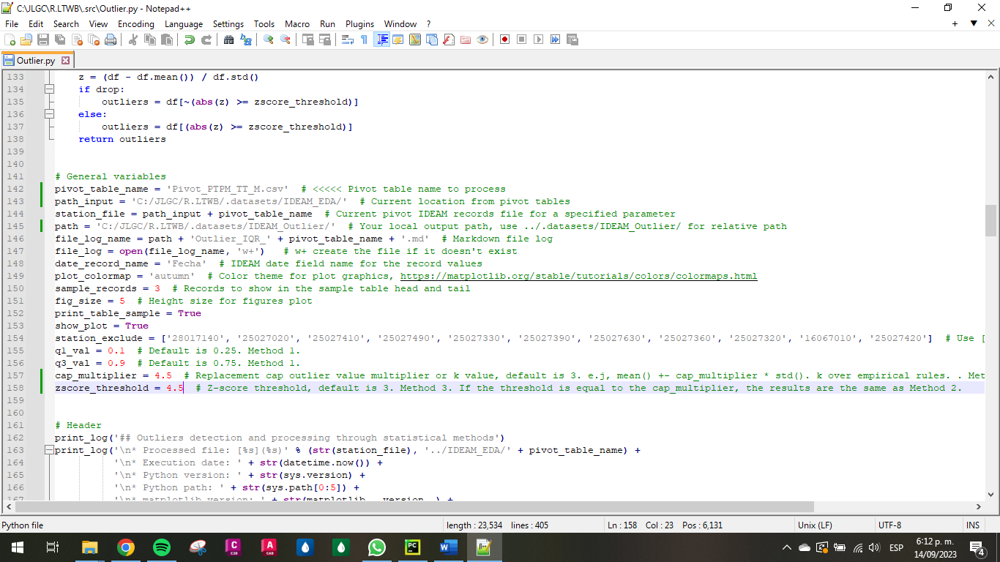 C:\JLGC\R.LTWB\.src\Outlier.py - Notepad++
File Edit Search View Encoding Language Settings Tools Macro Run Plugins Window ?
Outlier.py
133 z = (df - df.mean()) / df.std()
134 if drop:
135 outliers = df[~(abs(z) >= zscore_threshold)]
136 else:
137 outliers = df[(abs(z) >= zscore_threshold)]
138 return outliers
139
140
141 # General variables
142 pivot_table_name = 'Pivot_PTPM_TT_M.csv' # <<<<< Pivot table name to process
143 path_input = 'C:/JLGC/R.LTWB/.datasets/IDEAM_EDA/' # Current location from pivot tables
144 station_file = path_input + pivot_table_name # Current pivot IDEAM records file for a specified parameter
145 path = 'C:/JLGC/R.LTWB/.datasets/IDEAM_Outlier/' # Your local output path, use ../.datasets/IDEAM_Outlier/ for relative path
146 file_log_name = path + 'Outlier_IQR_' + pivot_table_name + '.md' # Markdown file log
147 file_log = open(file_log_name, 'w+') # w+ create the file if it doesn't exist
148 date_record_name = 'Fecha' # IDEAM date field name for the record values
149 plot_colormap = 'autumn' # Color theme for plot graphics, https://matplotlib.org/stable/tutorials/colors/colormaps.html
150 sample_records = 3 # Records to show in the sample table head and tail
151 fig_size = 5 # Height size for figures plot
152 print_table_sample = True
153 show_plot = True
154 station_exclude = ['28017140', '25027020', '25027410', '25027490', '25027330', '25027390', '25027630', '25027360', '25027320', '16067010', '25027420'] # Use [
155 q1_val = 0.1 # Default is 0.25. Method 1.
156 q3_val = 0.9 # Default is 0.75. Method 1.
157 cap_multiplier = 4.5 # Replacement cap outlier value multiplier or k value, default is 3. e.j, mean() +- cap_multiplier * std(). k over empirical rules. . Met
158 zscore_threshold = 4.5 # Z-score threshold, default is 3. Method 3. If the threshold is equal to the cap_multiplier, the results are the same as Method 2.
159
160
161 # Header
162 print_log('## Outliers detection and processing through statistical methods')
163 print_log('\n* Processed file: [%s](%s)' % (str(station_file), '../IDEAM_EDA/' + pivot_table_name) +
164 '\n* Execution date: ' + str(datetime.now()) +
165 '\n* Python version: ' + str(sys.version) +
166 '\n* Python path: ' + str(sys.path[0:5]) +
167 '\n* matplotlib version: ' + str(matplotlib.__version__) +
Python file length : 23,534 lines : 405 Ln : 158 Col : 23 Pos : 6,131 Unix (LF) UTF-8 INS
ESP 6:12 p. m.
14/09/2023 4